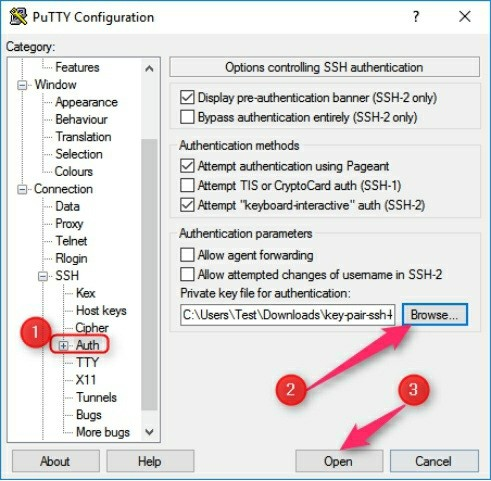 PuTTY Configuration
?
Category:
Features
Window
Appearance
Behaviour
Translation
Selection
Colours
Connection
Data
Proxy
Telnet
Rlogin
SSH
Kex
Host keys
Cipher
Auth
TTY
X11
Tunnels
Bugs
More bugs
1
Options controlling SSH authentication
Display pre-authentication banner (SSH-2 only)
Bypass authentication entirely (SSH-2 only)
Authentication methods
Attempt authentication using Pageant
Attempt TIS or CryptoCard auth (SSH-1)
Attempt "keyboard-interactive" auth (SSH-2)
Authentication parameters
Allow agent forwarding
Allow attempted changes of username in SSH-2
Private key file for authentication:
C:\Users\Test\Downloads\key-pair-ssh-l Browse...
2
3
About Help Open Cancel